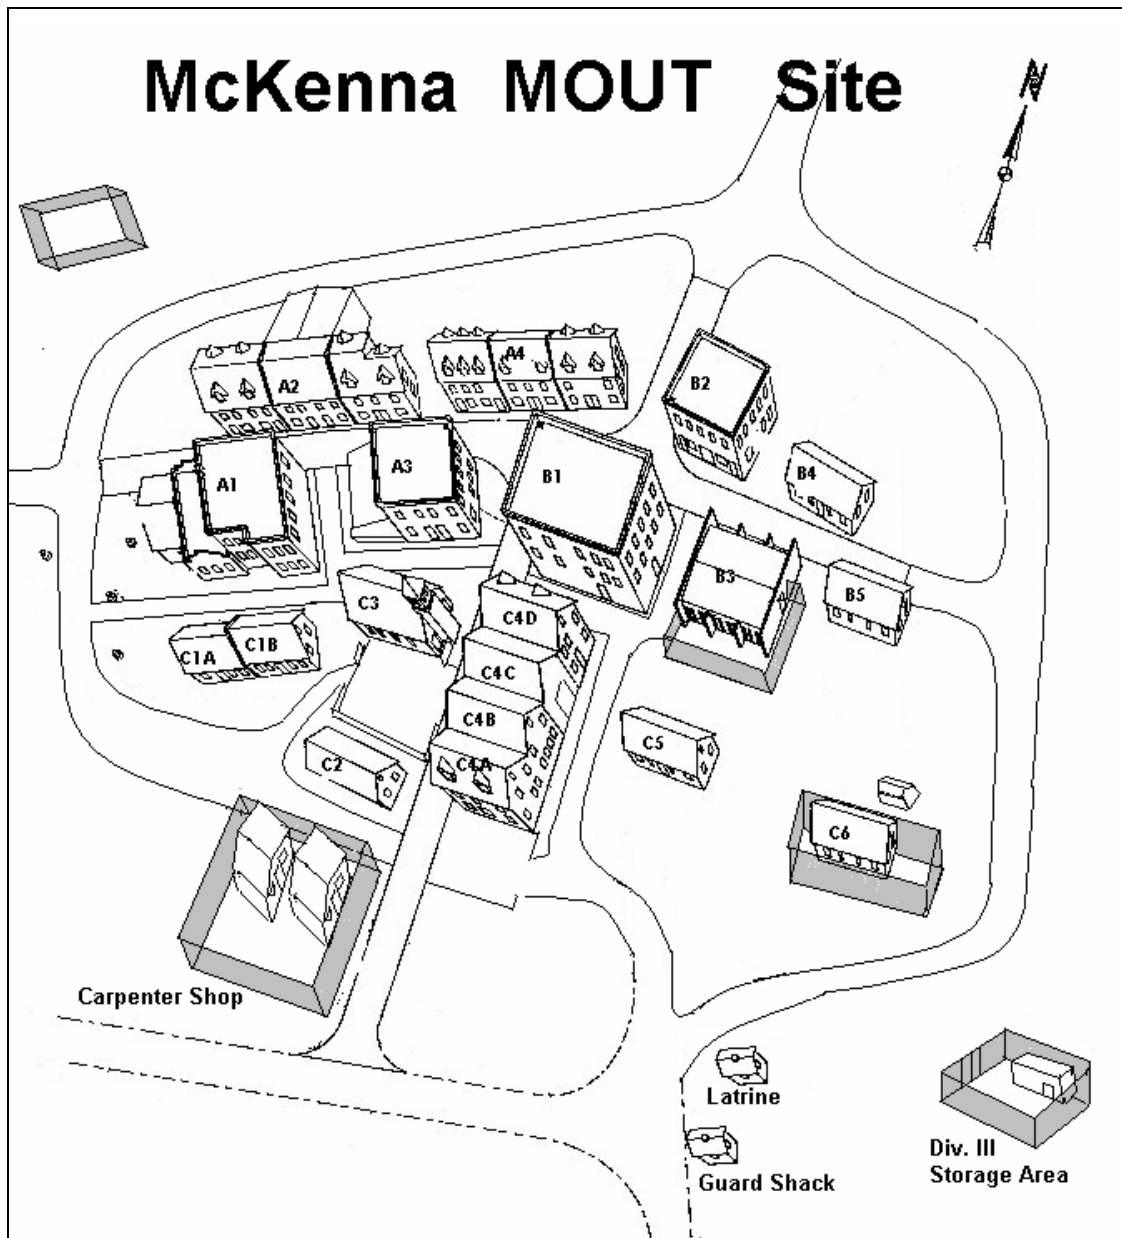 McKenna MOUT Site
N
A4
A2
B2
A3
B1
B4
A1
B3
B5
C3
C4D
C1A
C1B
C4C
C4B
C5
C2
C4A
C6
Carpenter Shop
Latrine
Div. III
Storage Area
Guard Shack